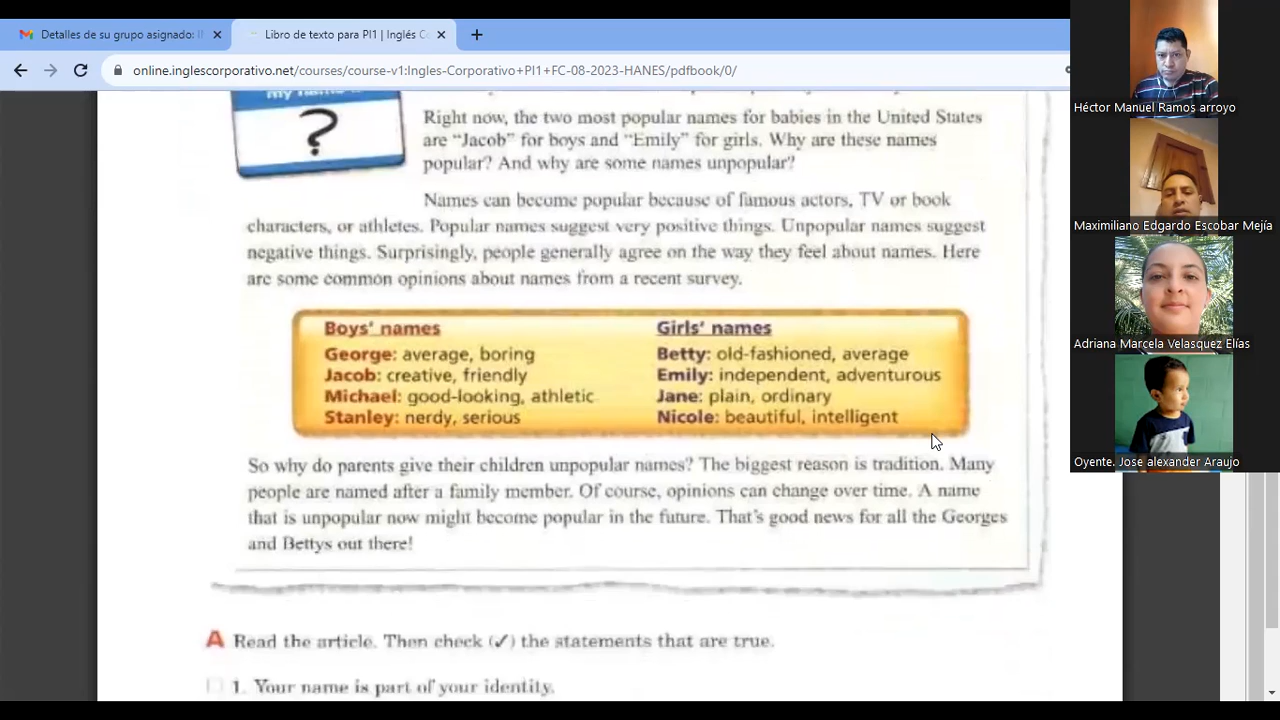 Detalles de su grupo asignado: I
Libro de texto para PI1 | Inglés C
online.inglescorporativo.net/courses/course-v1:Ingles-Corporativo+PI1+FC-08-2023-HANES/pdfbook/0/
?
Right now, the two most popular names for babies in the United States
are “Jacob” for boys and “Emily” for girls. Why are these names
popular? And why are some names unpopular?
Names can become popular because of famous actors, TV or book
characters, or athletes. Popular names suggest very positive things. Unpopular names suggest
negative things. Surprisingly, people generally agree on the way they feel about names. Here
are some common opinions about names from a recent survey.
Boys' names
George: average, boring
Jacob: creative, friendly
Michael: good-looking, athletic
Stanley: nerdy, serious
Girls' names
Betty: old-fashioned, average
Emily: independent, adventurous
Jane: plain, ordinary
Nicole: beautiful, intelligent
So why do parents give their children unpopular names? The biggest reason is tradition. Many
people are named after a family member. Of course, opinions can change over time. A name
that is unpopular now might become popular in the future. That's good news for all the Georges
and Bettys out there!
A Read the article. Then check (✓) the statements that are true.
1. Your name is part of your identity.
Héctor Manuel Ramos arroyo
Maximiliano Edgardo Escobar Mejía
Adriana Marcela Velasquez Elías
Oyente. Jose alexander Araujo